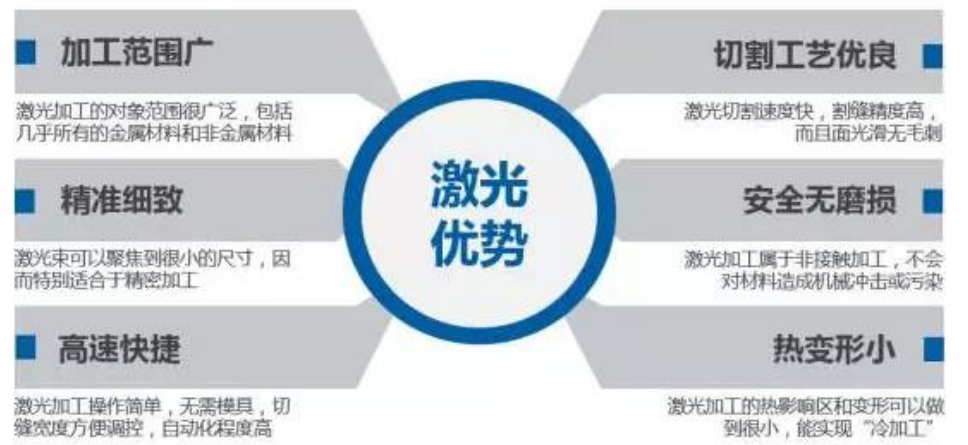 加工范围广
激光加工的对象范围很广泛，包括
几乎所有的金属材料和非金属材料
精准细致
激光束可以聚焦到很小的尺寸，因
而特别适合于精密加工
高速快捷
激光加工操作简单，无需模具，切
缝宽度方便调控，自动化程度高
激光
优势
切割工艺优良
激光切割速度快，割缝精度高，
而且面光滑无毛刺
安全无磨损
激光加工属于非接触加工，不会
对材料造成机械冲击或污染
热变形小
激光加工的热影响区和变形可以做
到很小，能实现“冷加工”